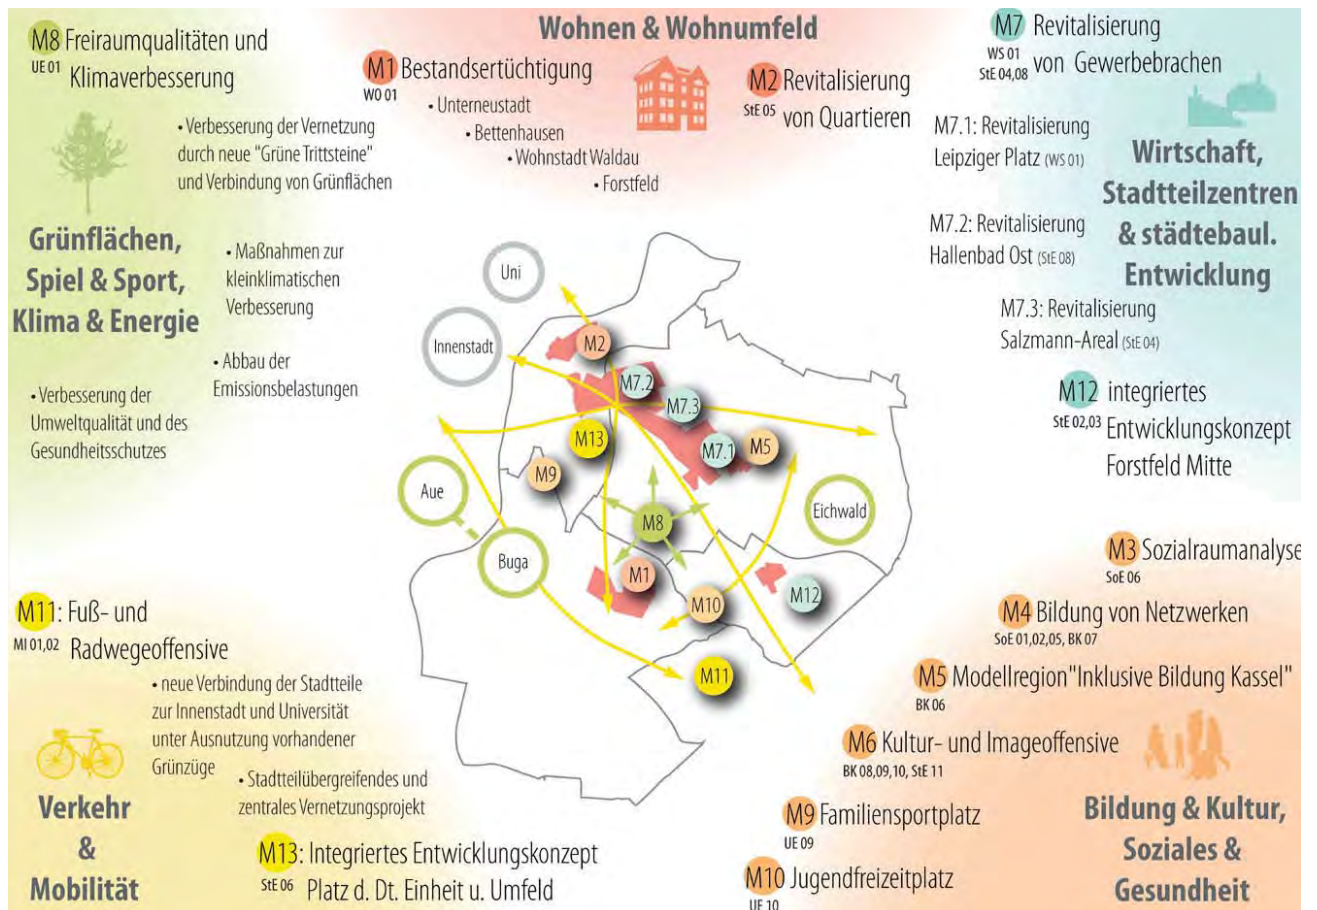 M8 Freiraumqualitäten und
UE 01 Klimaverbesserung
• Verbesserung der Vernetzung
durch neue "Grüne Trittsteine"
und Verbindung von Grünflächen
Grünflächen,
Spiel & Sport,
Klima & Energie
• Maßnahmen zur
kleinklimatischen
Verbesserung
• Abbau der
Emissionsbelastungen
• Verbesserung der
Umweltqualität und des
Gesundheitsschutzes
Wohnen & Wohnumfeld
M1 Bestandsertüchtigung
WO 01
• Unterneustadt
• Bettenhausen
• Wohnstadt Waldau
• Forstfeld
M2 Revitalisierung
StE 05 von Quartieren
M7 Revitalisierung
WS 01
StE 04,08 von Gewerbebrachen
M7.1: Revitalisierung
Leipziger Platz (WS 01)
M7.2: Revitalisierung
Hallenbad Ost (StE 08)
M7.3: Revitalisierung
Salzmann-Areal (StE 04)
Wirtschaft,
Stadtteilzentren
& städtebaul.
Entwicklung
M12 integriertes
StE 02,03 Entwicklungskonzept
Forstfeld Mitte
Uni
Innenstadt
M2
M7.2
M7.3
M13
M7.1
M5
M9
Aue
M8
Eichwald
Buga
M1
M10
M12
M11
M3 Sozialraumanalyse
SoE 06
M4 Bildung von Netzwerken
SoE 01,02,05, BK 07
M5 Modellregion"Inklusive Bildung Kassel"
BK 06
M6 Kultur- und Imageoffensive
BK 08,09,10, StE 11
M9 Familiensportplatz
UE 09
M10 Jugendfreizeitplatz
UE 10
Bildung & Kultur,
Soziales &
Gesundheit
M11: Fuß- und
MI 01,02 Radwegeoffensive
• neue Verbindung der Stadtteile
zur Innenstadt und Universität
unter Ausnutzung vorhandener
Grünzüge
• Stadtteilübergreifendes und
zentrales Vernetzungsprojekt
Verkehr
&
Mobilität
M13: Integriertes Entwicklungskonzept
StE 06 Platz d. Dt. Einheit u. Umfeld